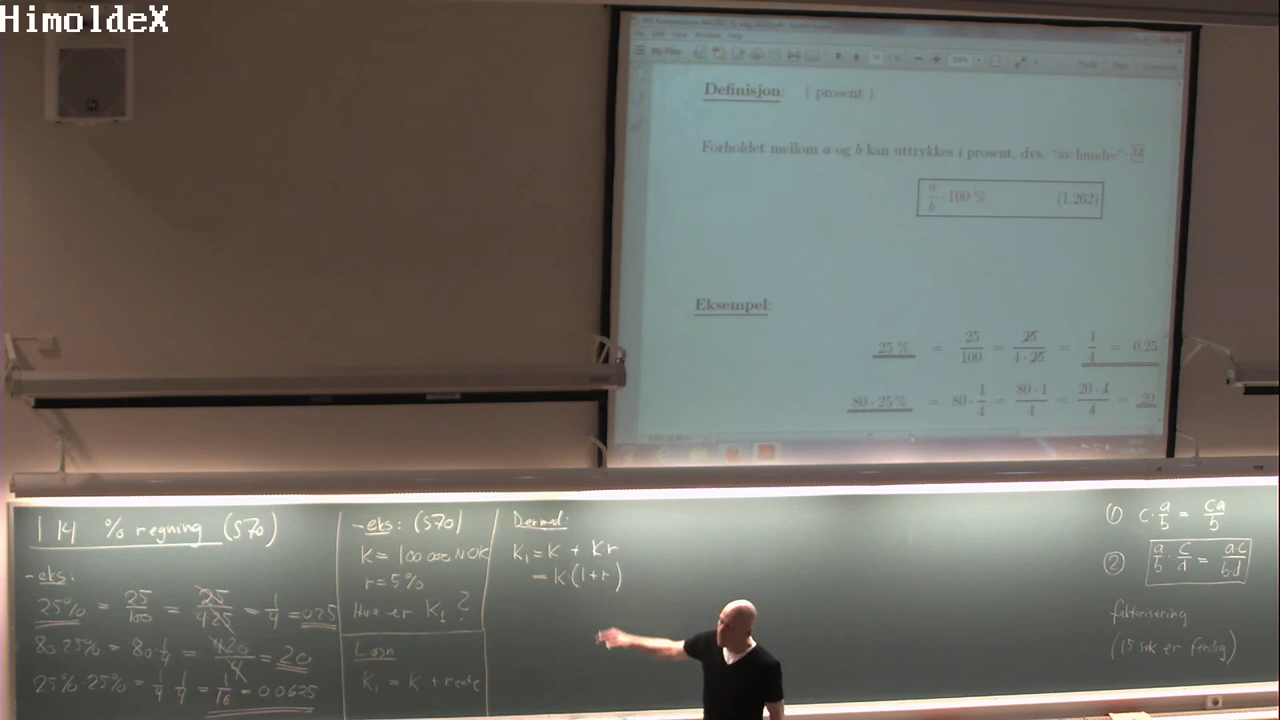 HimoldeX
My Files
Definisjon: ( prosent )
Forholdet mellom a og b kan uttrykkes i prosent, dvs. "av hundre":
a/b · 100 % (1.262)
Eksempel:
25 % = 25/100 = 25/4·25 = 1/4 = 0.25
80 · 25 % = 80 · 1/4 = 80·1/4 = 20·4/4 = 20
1 14 % regning (S70)
-eks:
25% = 25/100 = 25/4·25 = 1/4 = 0.25
80·25% = 80·1/4 = 4·20/4 = 20
25%·25% = 1/4 · 1/4 = 1/16 = 0.0625
-eks: (S70)
K = 100 000 NOK
r = 5%
Hva er K₁ ?
Løsn
K₁ = K + rente
Dermed:
K₁ = K + Kr
= K(1+r)
① c·a/b = ca/b
② a/b · c/d = a·c/b·d
faktorisering
(15 stk er ferdig)